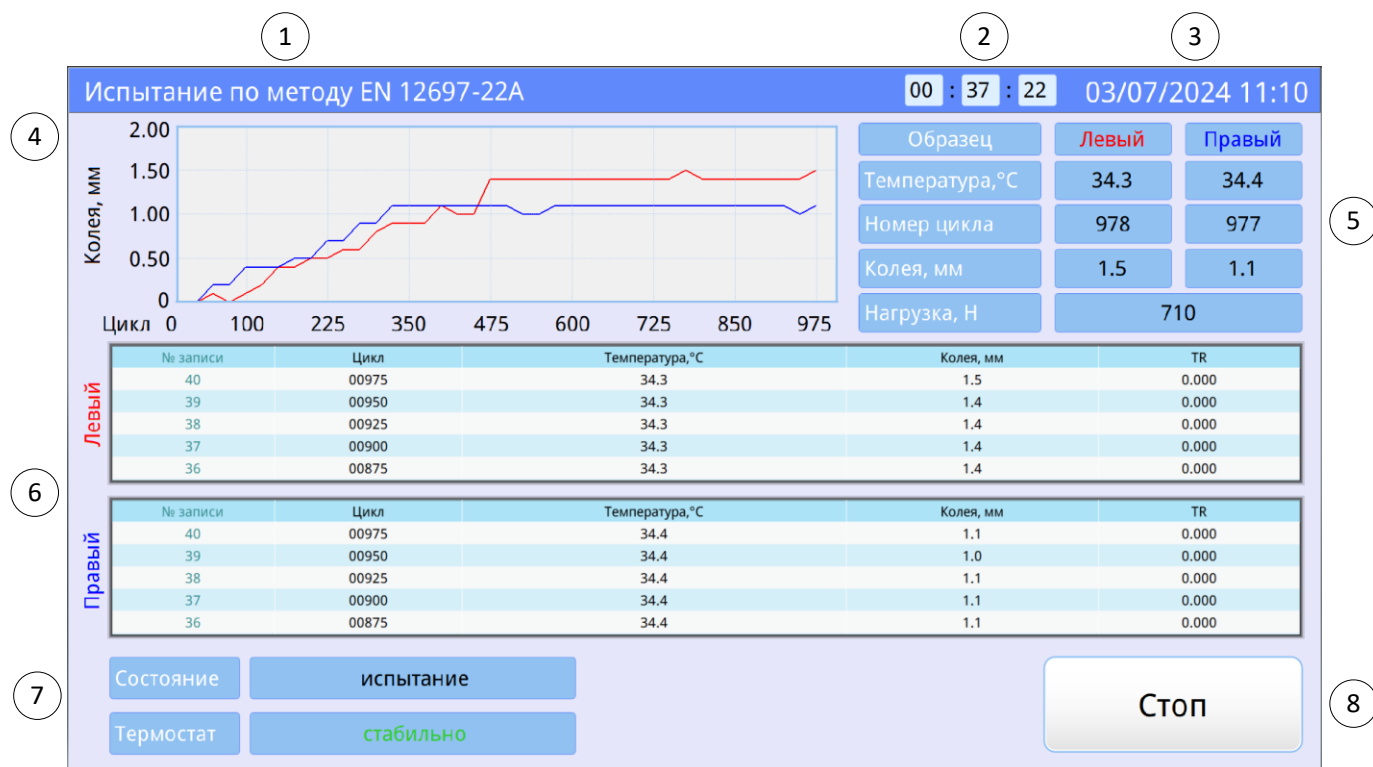 1 2 3
Испытание по методу EN 12697-22А 00 : 37 : 22 03/07/2024 11:10
4
Колея, мм
2.00
1.50
1.00
0.50
0
Цикл 0 100 225 350 475 600 725 850 975
Образец Левый Правый
Температура,°C 34.3 34.4
Номер цикла 978 977
Колея, мм 1.5 1.1
Нагрузка, Н 710
5
Левый
№ записи Цикл Температура,°C Колея, мм TR
40 00975 34.3 1.5 0.000
39 00950 34.3 1.4 0.000
38 00925 34.3 1.4 0.000
37 00900 34.3 1.4 0.000
36 00875 34.3 1.4 0.000
6
Правый
№ записи Цикл Температура,°C Колея, мм TR
40 00975 34.4 1.1 0.000
39 00950 34.4 1.0 0.000
38 00925 34.4 1.1 0.000
37 00900 34.4 1.1 0.000
36 00875 34.4 1.1 0.000
7
Состояние испытание
Термостат стабильно
Стоп
8